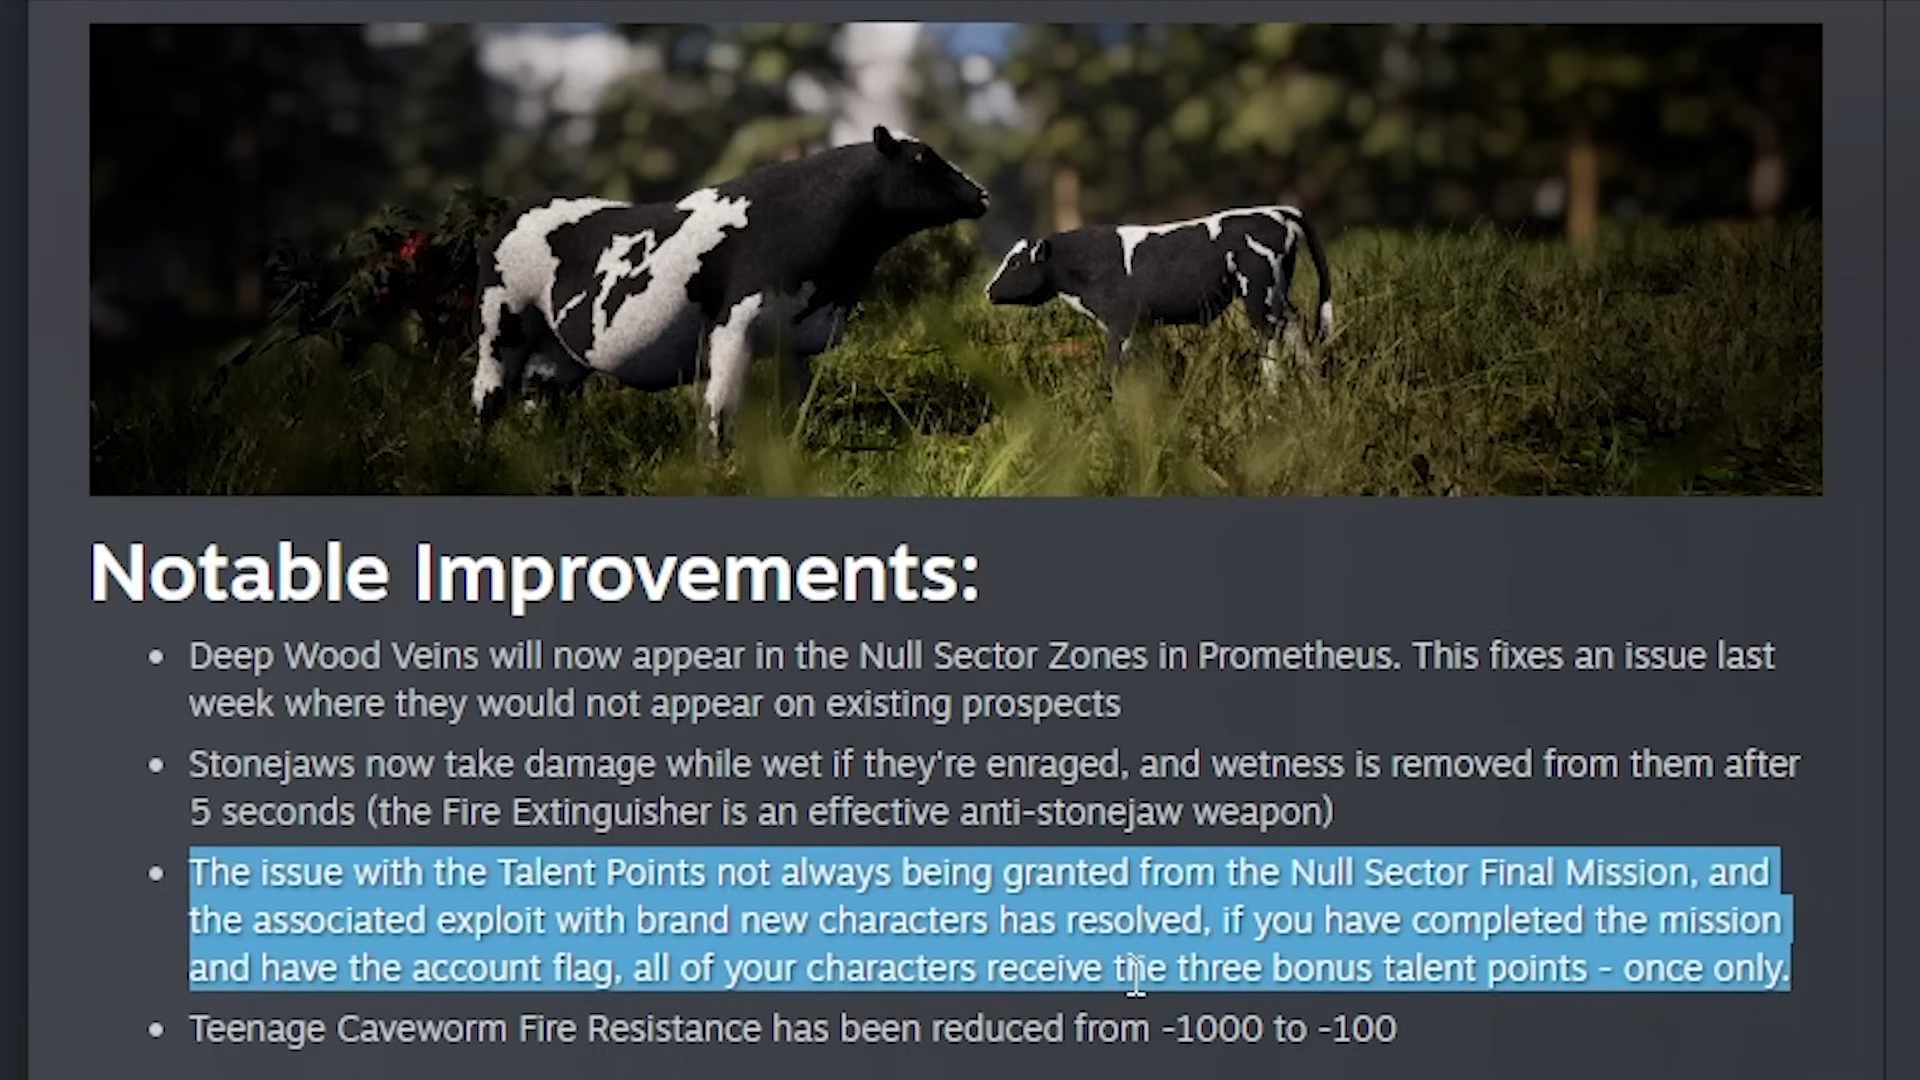 Notable Improvements:
Deep Wood Veins will now appear in the Null Sector Zones in Prometheus. This fixes an issue last
week where they would not appear on existing prospects
Stonejaws now take damage while wet if they're enraged, and wetness is removed from them after
5 seconds (the Fire Extinguisher is an effective anti-stonejaw weapon)
The issue with the Talent Points not always being granted from the Null Sector Final Mission, and
the associated exploit with brand new characters has resolved, if you have completed the mission
and have the account flag, all of your characters receive the three bonus talent points - once only.
Teenage Caveworm Fire Resistance has been reduced from -1000 to -100